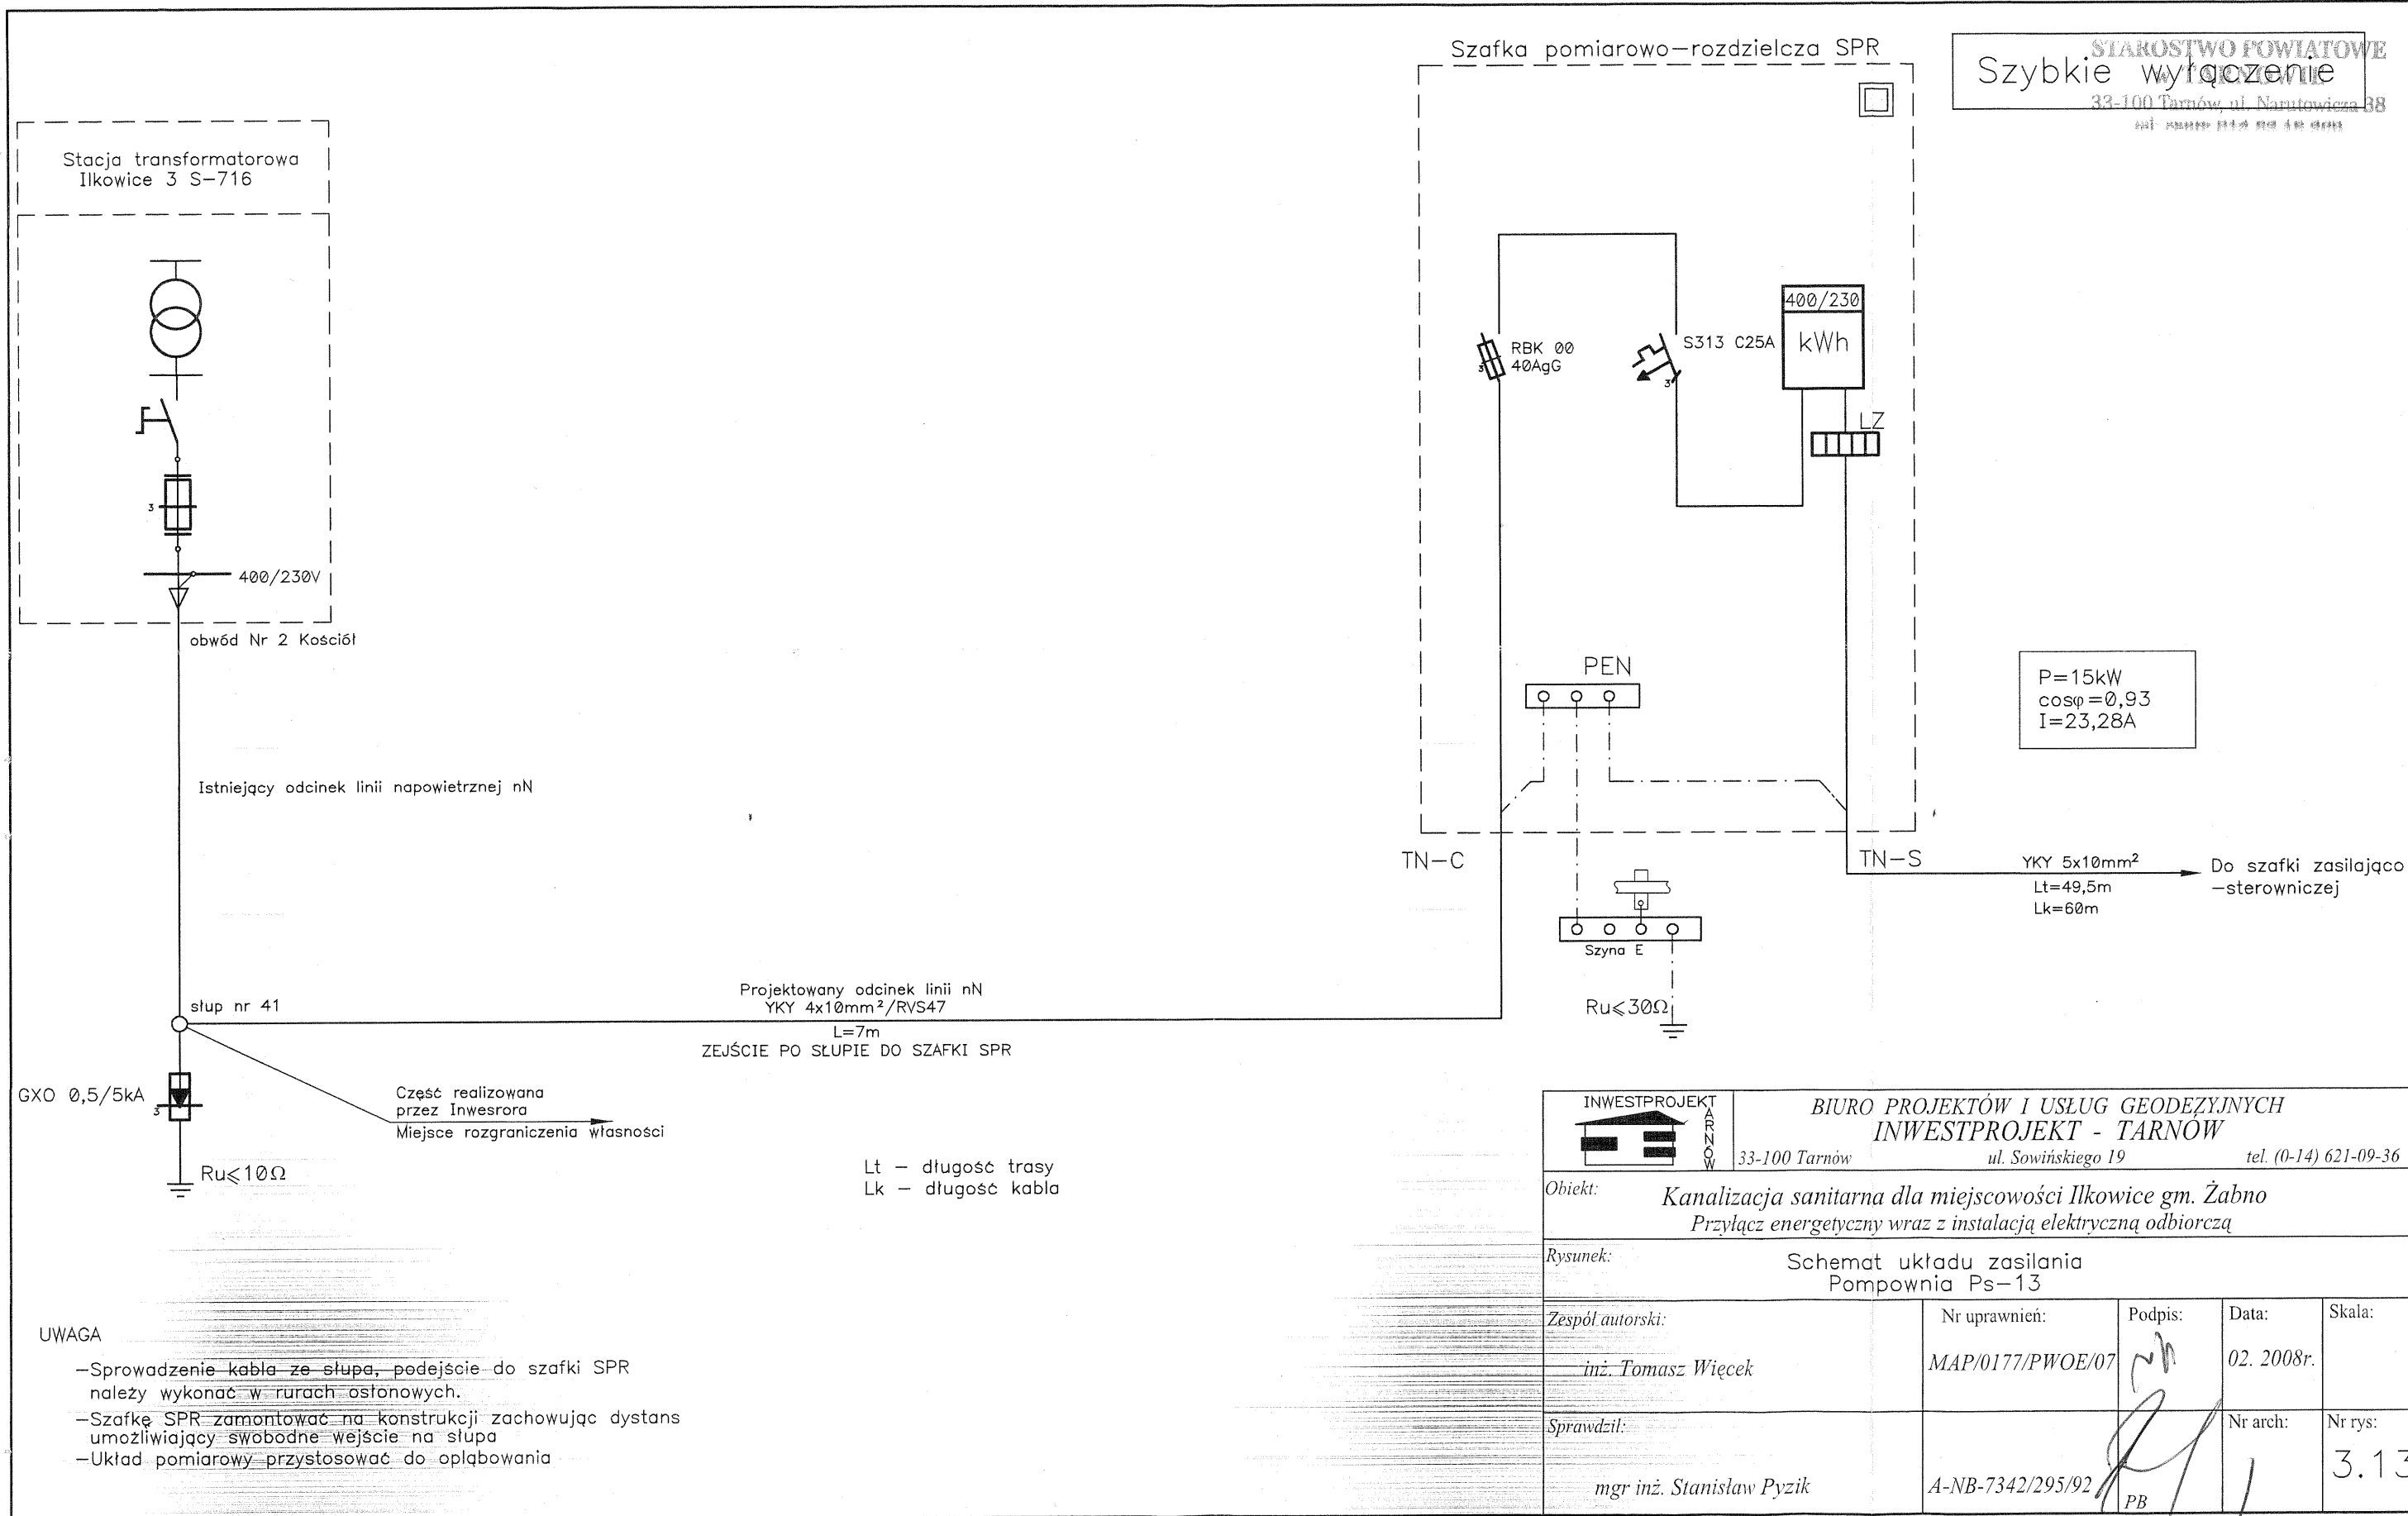 Szafka pomiarowo-rozdzielcza SPR
Szybkie wyłączenie
STAROSTWO POWIATOWE
w TARNOWIE
33-100 Tarnów, ul. Narutowicza 38
Stacja transformatorowa
Ilkowice 3 S-716
3
400/230V
obwód Nr 2 Kościół
Istniejący odcinek linii napowietrznej nN
RBK 00
40AgG
3
S313 C25A
3
400/230
kWh
LZ
PEN
P=15kW
cosφ=0,93
I=23,28A
TN-C
TN-S
YKY 5x10mm²
Lt=49,5m
Lk=60m
Do szafki zasilająco
-sterowniczej
Szyna E
Ru⩽30Ω
słup nr 41
Projektowany odcinek linii nN
YKY 4x10mm²/RVS47
L=7m
ZEJŚCIE PO SŁUPIE DO SZAFKI SPR
GXO 0,5/5kA
3
Ru⩽10Ω
Część realizowana
przez Inwesrora
Miejsce rozgraniczenia własności
Lt - długość trasy
Lk - długość kabla
UWAGA
-Sprowadzenie kabla ze słupa, podejście do szafki SPR
należy wykonać w rurach osłonowych.
-Szafkę SPR zamontować na konstrukcji zachowując dystans
umożliwiający swobodne wejście na słupa
-Układ pomiarowy przystosować do opląbowania
INWESTPROJEKT
TARNÓW
BIURO PROJEKTÓW I USŁUG GEODEZYJNYCH
INWESTPROJEKT - TARNÓW
33-100 Tarnów ul. Sowińskiego 19 tel. (0-14) 621-09-36
Obiekt: Kanalizacja sanitarna dla miejscowości Ilkowice gm. Żabno
Przyłącz energetyczny wraz z instalacją elektryczną odbiorczą
Rysunek: Schemat układu zasilania
Pompownia Ps-13
Zespół autorski: Nr uprawnień: Podpis: Data: Skala:
inż. Tomasz Więcek MAP/0177/PWOE/07 02. 2008r.
Sprawdził: Nr arch: Nr rys:
mgr inż. Stanisław Pyzik A-NB-7342/295/92 PB 3.13